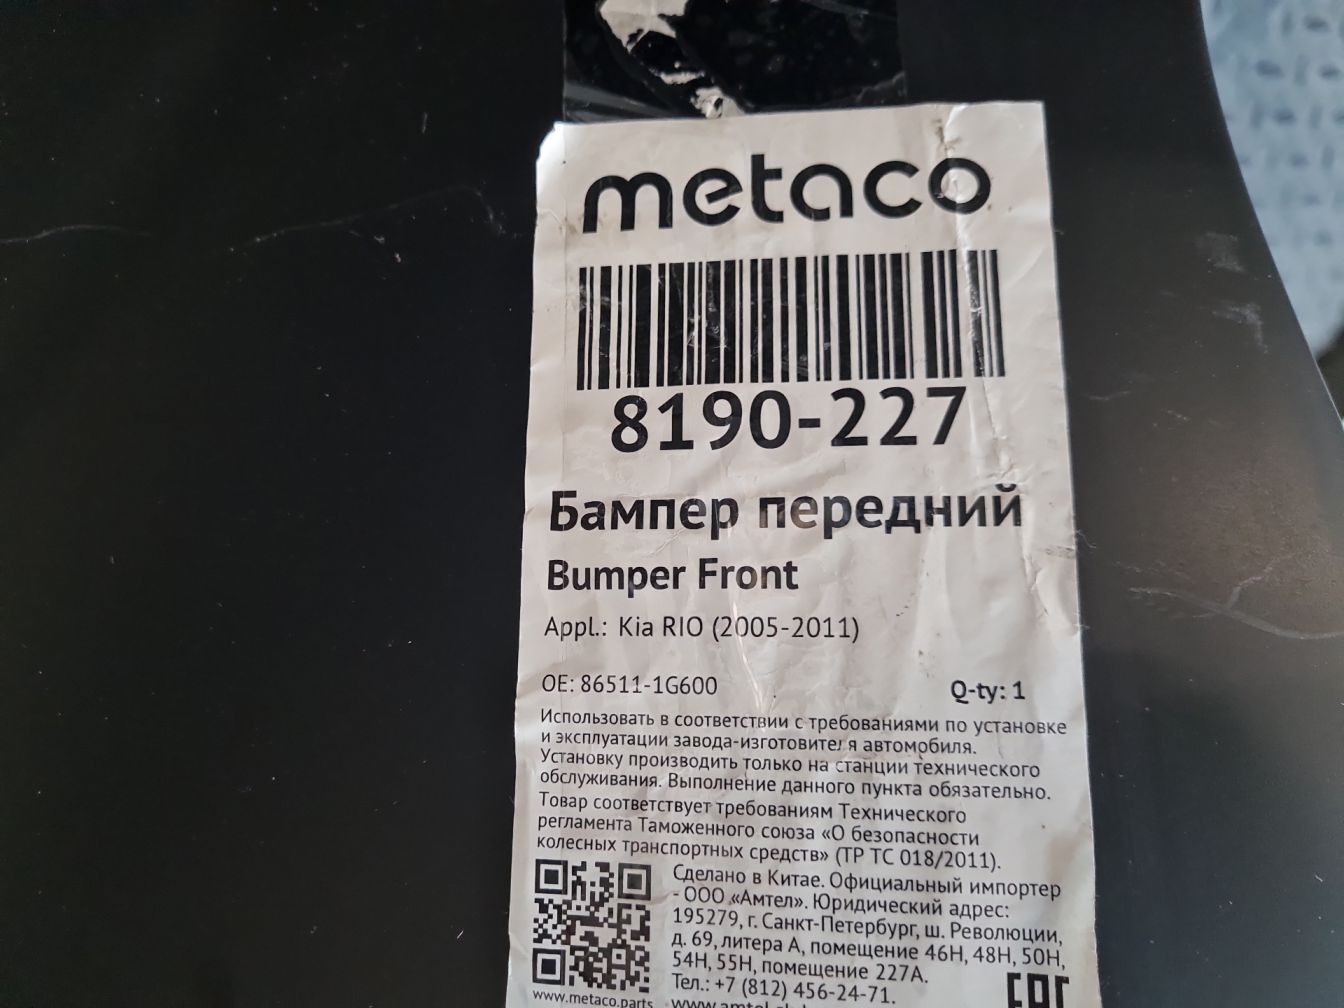 metaco
8190-227
Бампер передний
Bumper Front
Appl.: Kia RIO (2005-2011)
OE: 86511-1G600 Q-ty: 1
Использовать в соответствии с требованиями по установке
и эксплуатации завода-изготовителя автомобиля.
Установку производить только на станции технического
обслуживания. Выполнение данного пункта обязательно.
Товар соответствует требованиям Технического
регламента Таможенного союза «О безопасности
колесных транспортных средств» (ТР ТС 018/2011).
Сделано в Китае. Официальный импортер
- ООО «Амтел». Юридический адрес:
195279, г. Санкт-Петербург, ш. Революции,
д. 69, литера А, помещение 46Н, 48Н, 50Н,
54Н, 55Н, помещение 227А.
Тел.: +7 (812) 456-24-71.
www.metaco.parts
EAC